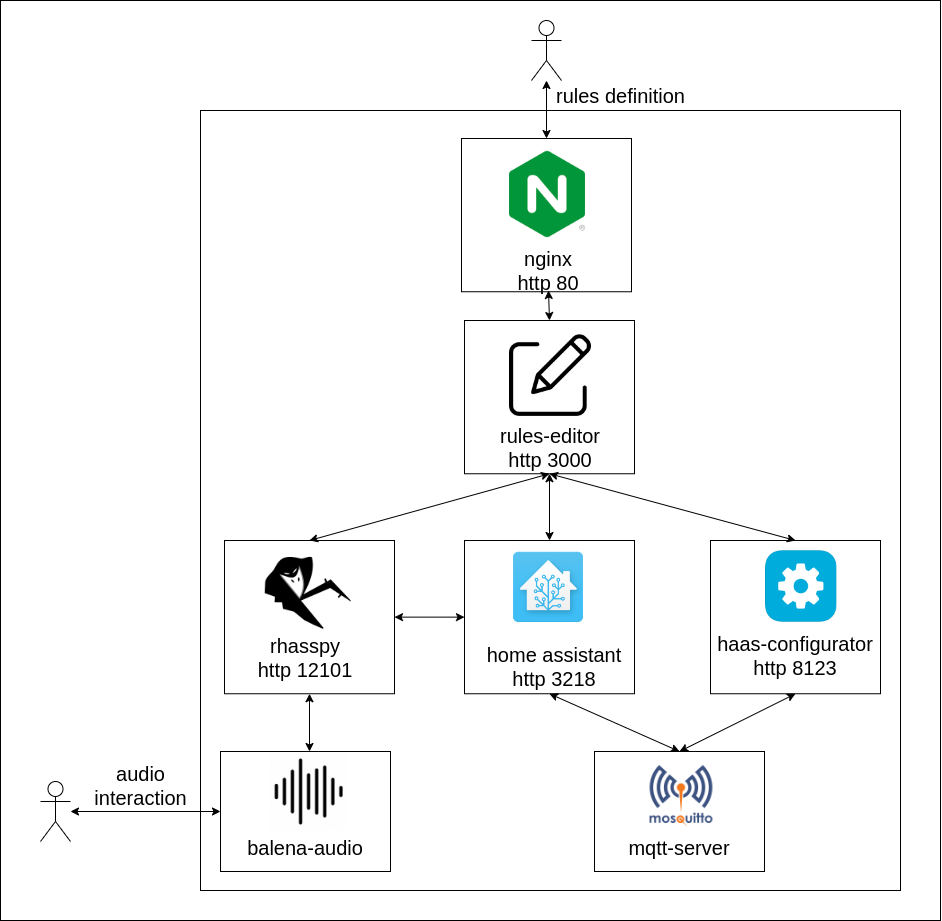 rules definition
N
®
nginx
http 80
rules-editor
http 3000
rhasspy
http 12101
home assistant
http 3218
haas-configurator
http 8123
audio
interaction
balena-audio
mosquitto
mqtt-server